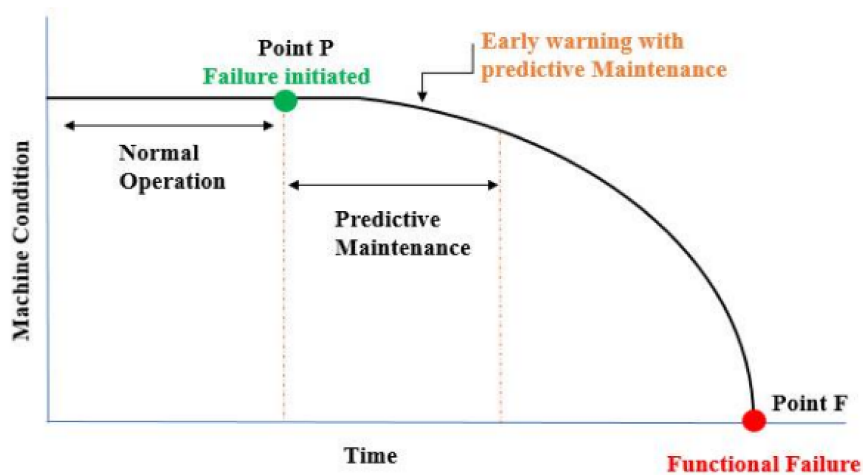 Point P
Failure initiated
Early warning with
predictive Maintenance
Normal
Operation
Predictive
Maintenance
Machine Condition
Point F
Time
Functional Failure